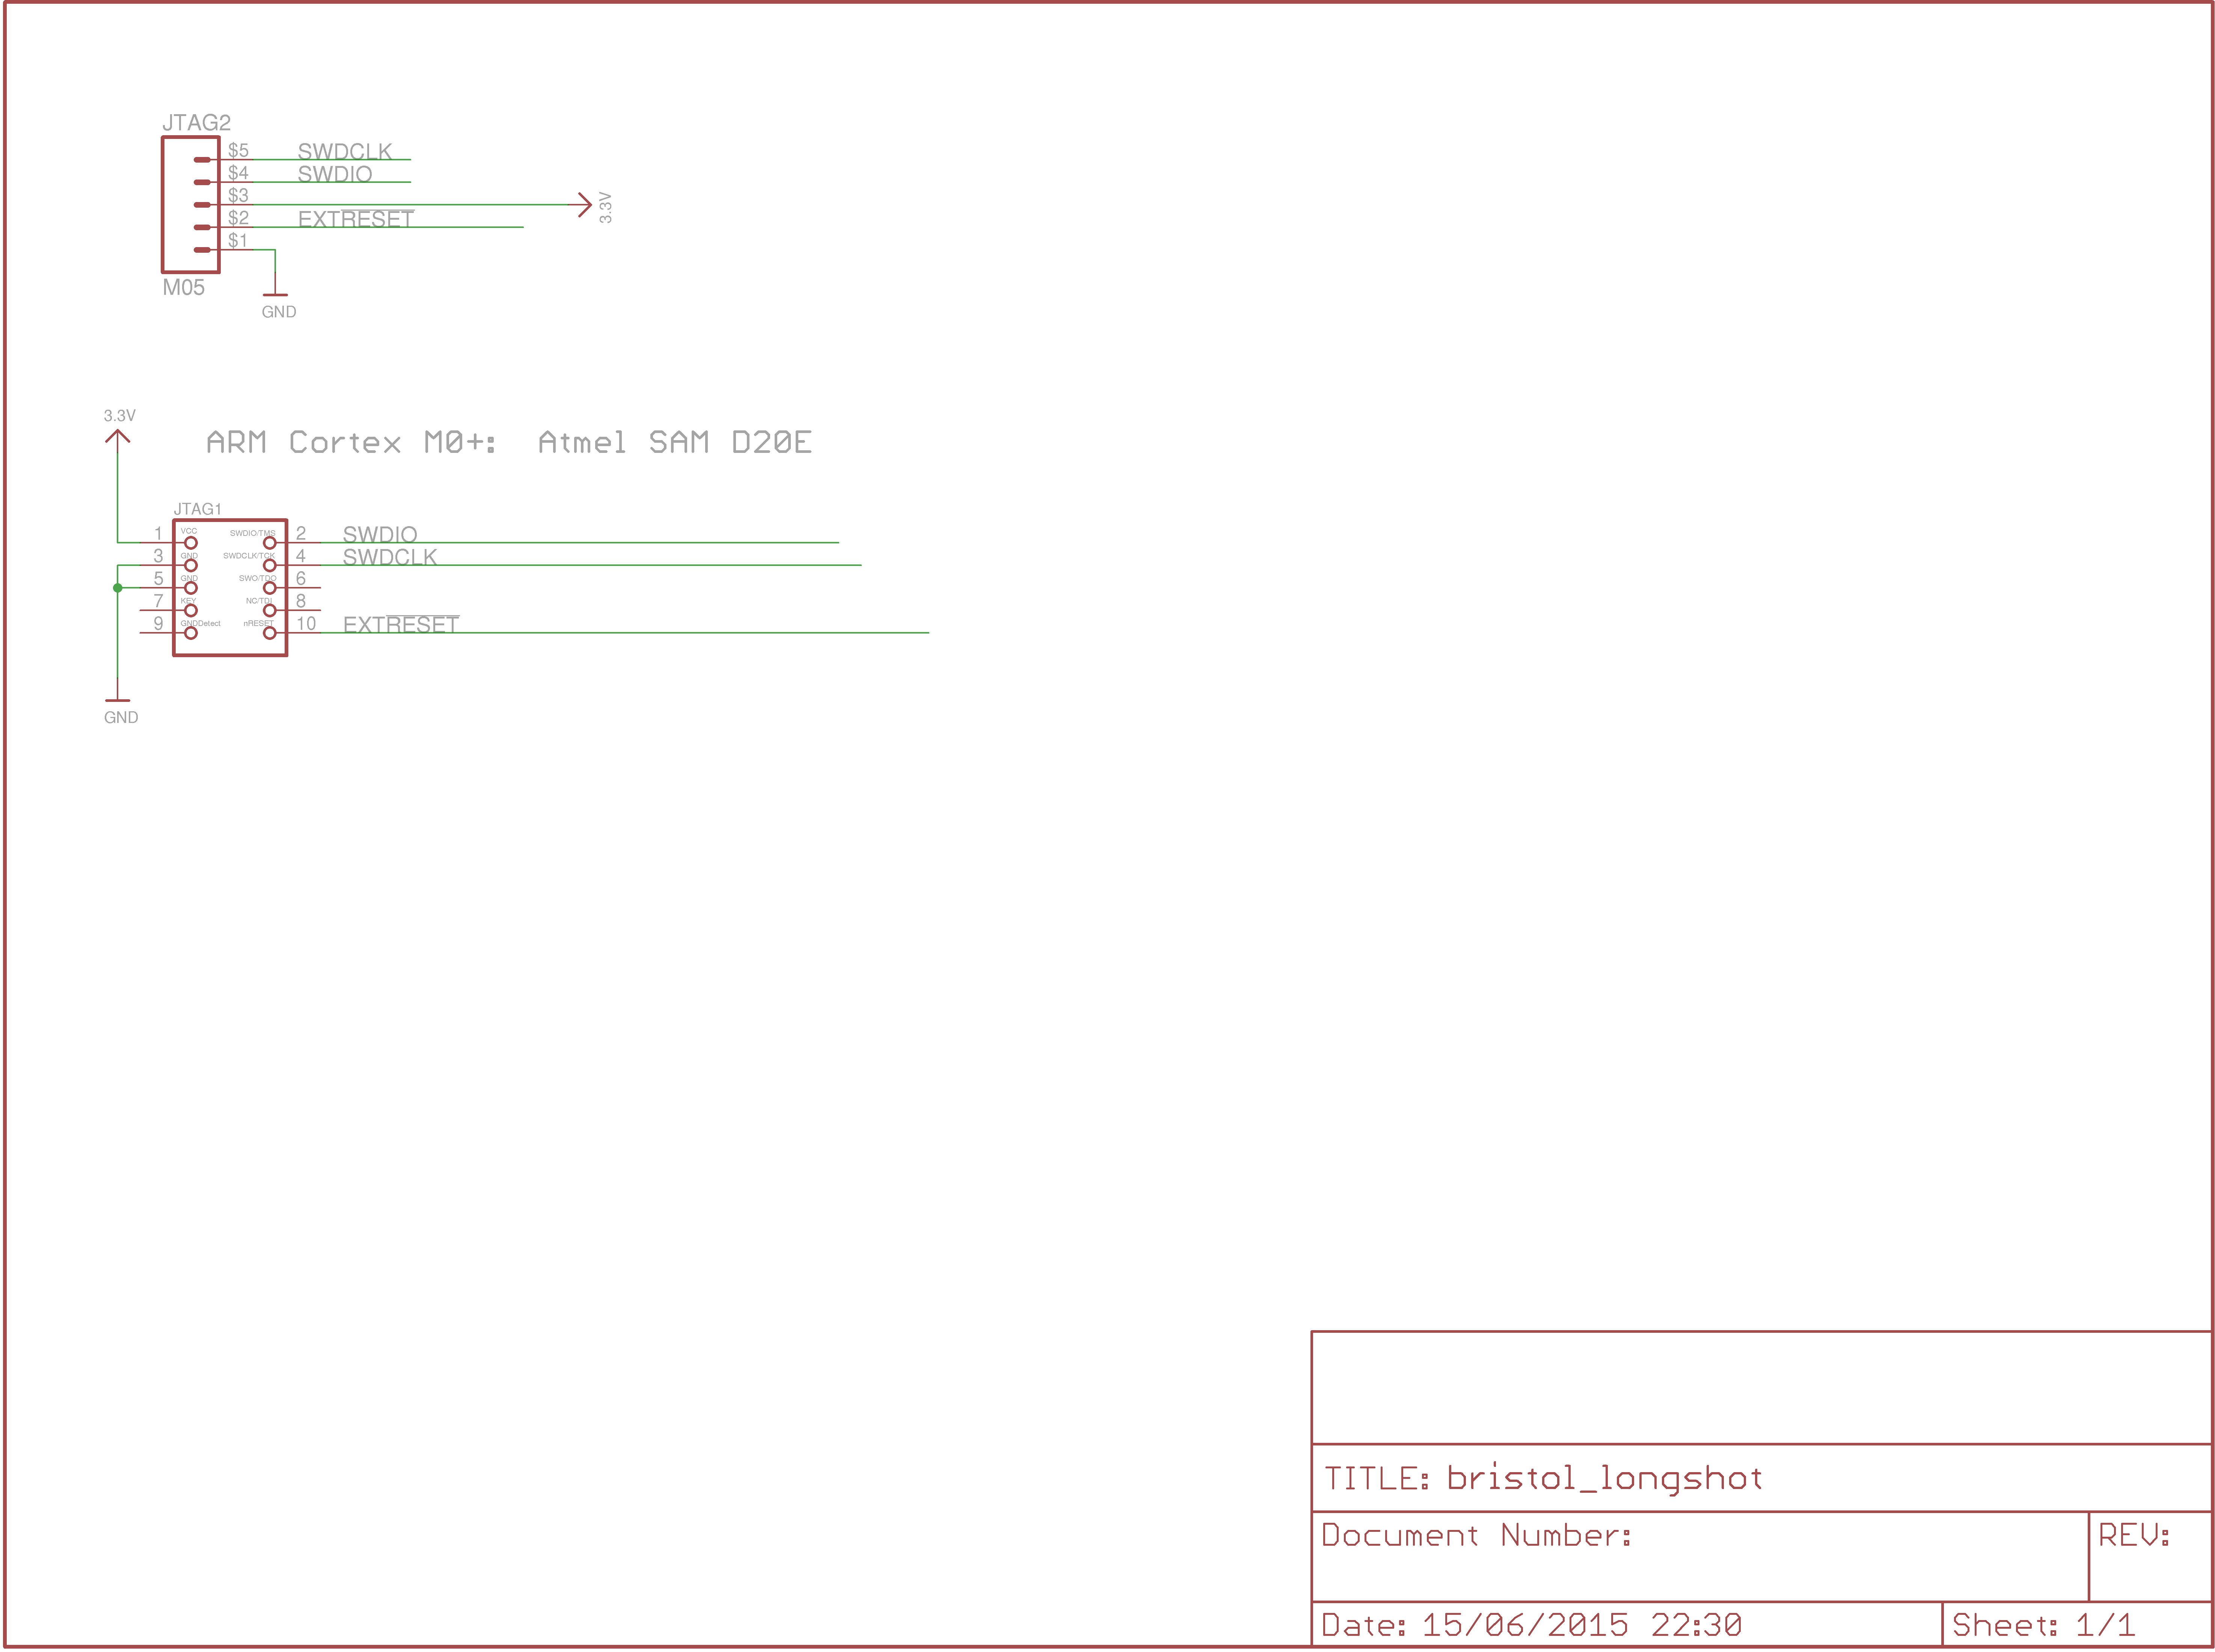 JTAG2
$5 SWDCLK
$4 SWDIO
$3 3.3V
$2 EXTRESET
$1
M05
GND
3.3V
ARM Cortex M0+: Atmel SAM D20E
JTAG1
1 VCC SWDIO/TMS 2 SWDIO
3 GND SWDCLK/TCK 4 SWDCLK
5 GND SWO/TDO 6
7 KEY NC/TDI 8
9 GNDDetect nRESET 10 EXTRESET
GND
TITLE: bristol_longshot
Document Number:
REV:
Date: 15/06/2015 22:30
Sheet: 1/1